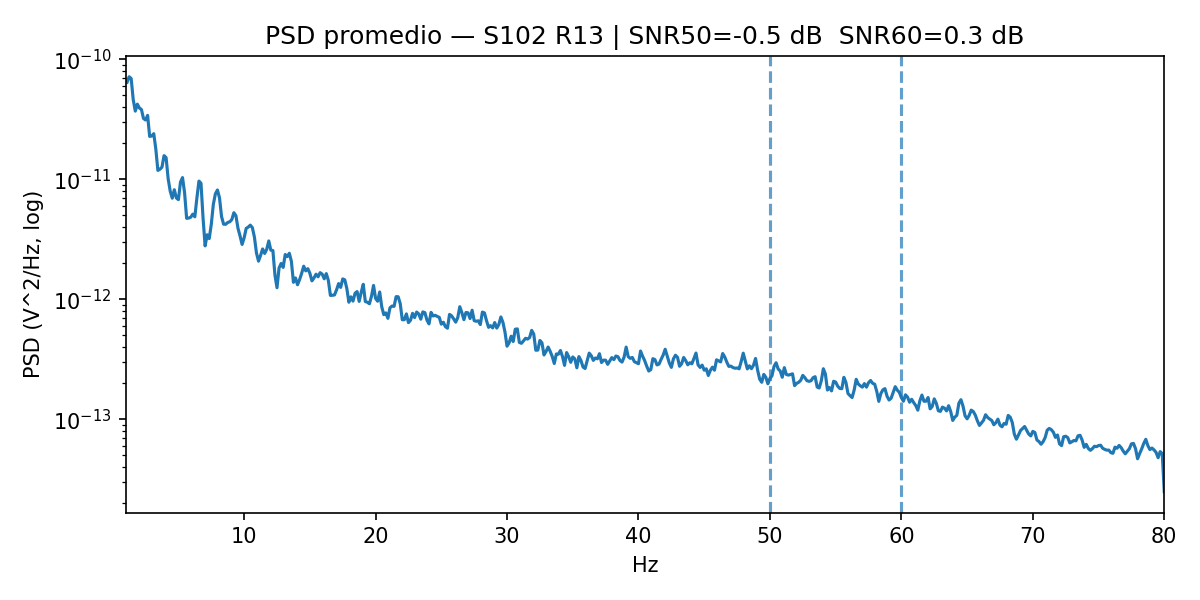 PSD promedio — S102 R13 | SNR50=-0.5 dB  SNR60=0.3 dB
PSD (V^2/Hz, log)
10⁻¹⁰
10⁻¹¹
10⁻¹²
10⁻¹³
10 20 30 40 50 60 70 80
Hz